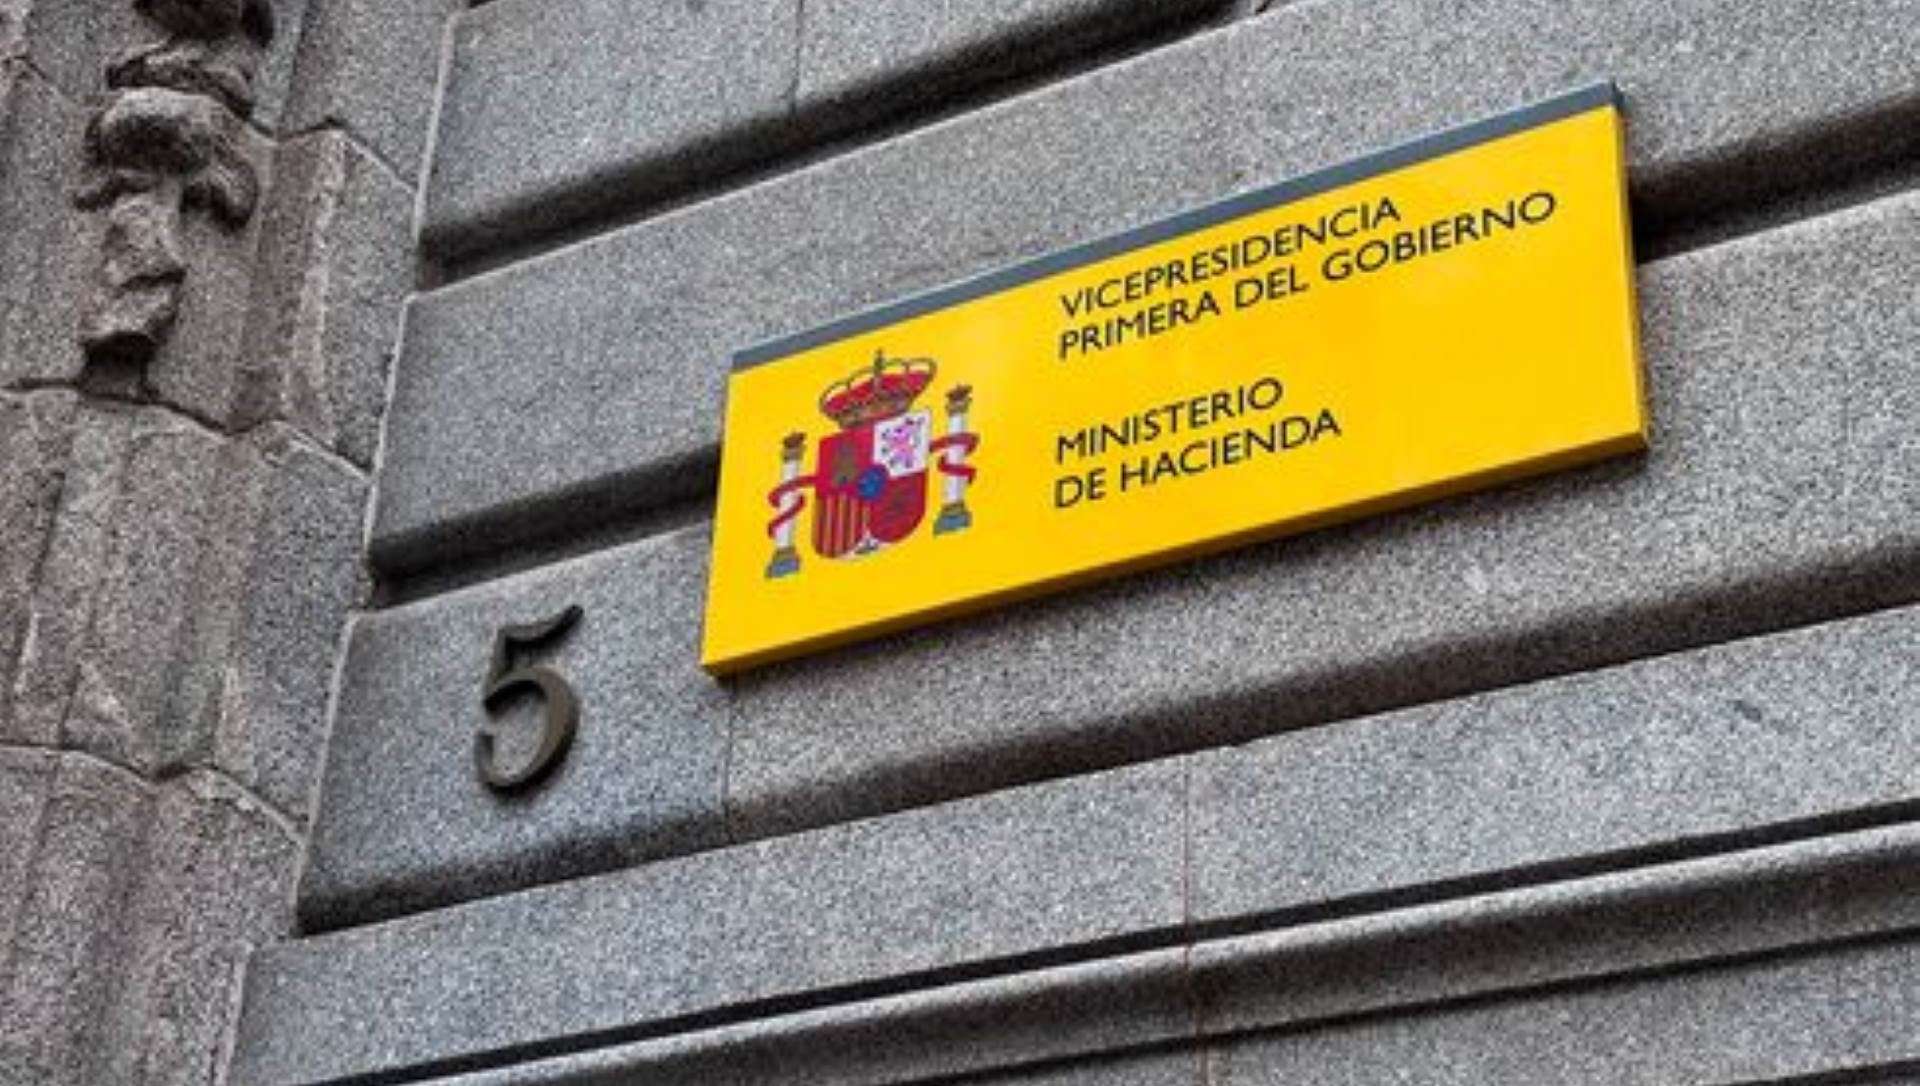 VICEPRESIDENCIA
PRIMERA DEL GOBIERNO
MINISTERIO
DE HACIENDA
5